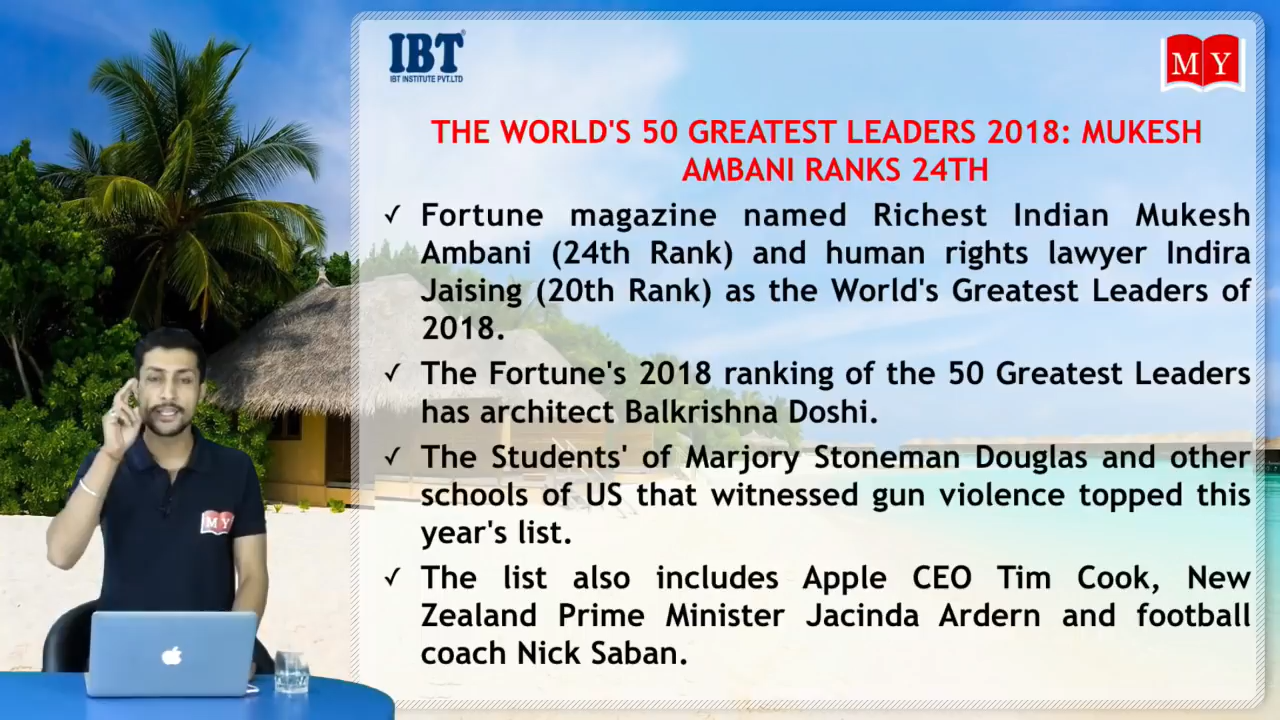 IBT
IBT INSTITUTE PVT.LTD
M Y
THE WORLD'S 50 GREATEST LEADERS 2018: MUKESH
AMBANI RANKS 24TH
✓ Fortune magazine named Richest Indian Mukesh
Ambani (24th Rank) and human rights lawyer Indira
Jaising (20th Rank) as the World's Greatest Leaders of
2018.
✓ The Fortune's 2018 ranking of the 50 Greatest Leaders
has architect Balkrishna Doshi.
✓ The Students' of Marjory Stoneman Douglas and other
schools of US that witnessed gun violence topped this
year's list.
✓ The list also includes Apple CEO Tim Cook, New
Zealand Prime Minister Jacinda Ardern and football
coach Nick Saban.
M Y